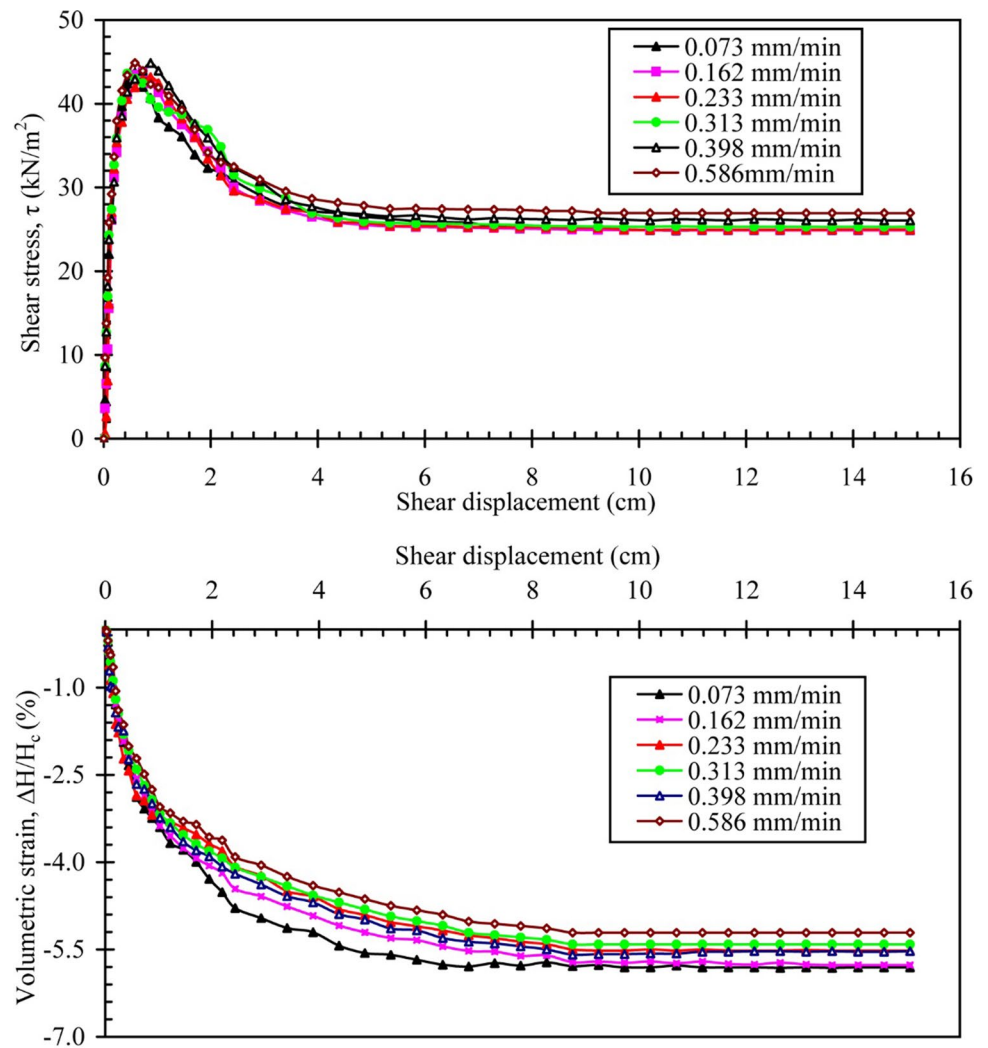 50
40
30
20
10
0
Shear stress, τ (kN/m²)
0.073 mm/min
0.162 mm/min
0.233 mm/min
0.313 mm/min
0.398 mm/min
0.586mm/min
0 2 4 6 8 10 12 14 16
Shear displacement (cm)
Shear displacement (cm)
0 2 4 6 8 10 12 14 16
-1.0
-2.5
-4.0
-5.5
-7.0
Volumetric strain, ΔH/Hc (%)
0.073 mm/min
0.162 mm/min
0.233 mm/min
0.313 mm/min
0.398 mm/min
0.586 mm/min